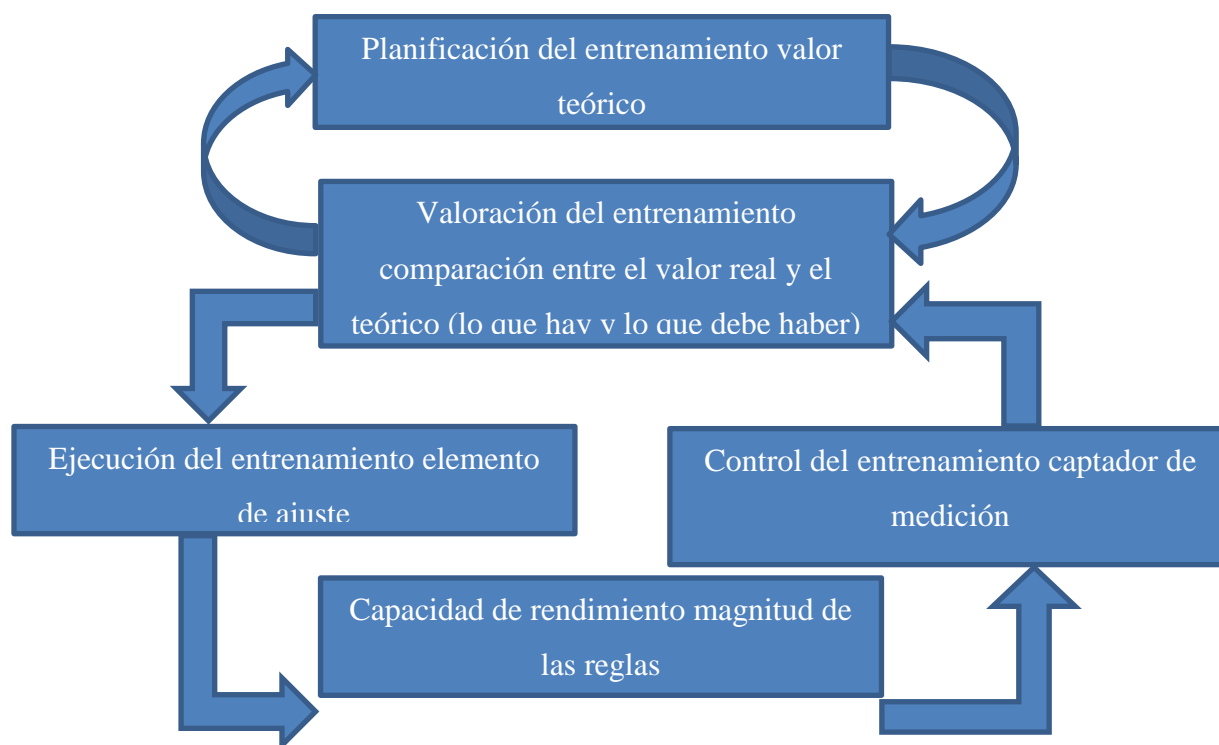 Planificación del entrenamiento valor
teórico
Valoración del entrenamiento
comparación entre el valor real y el
teórico (lo que hay y lo que debe haber)
Ejecución del entrenamiento elemento
de ajuste
Control del entrenamiento captador de
medición
Capacidad de rendimiento magnitud de
las reglas